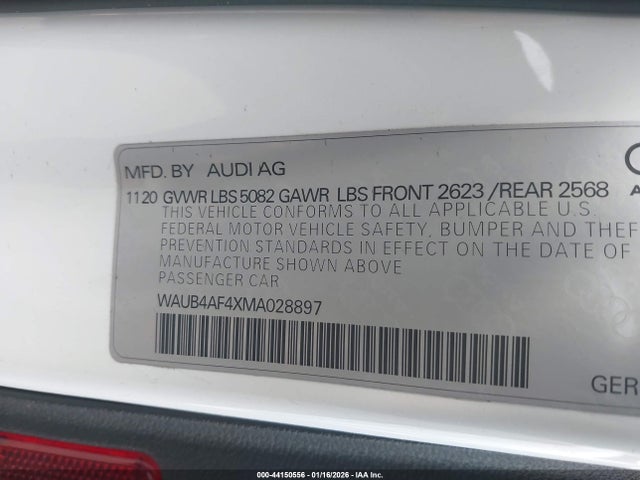 MFD. BY AUDI AG
1120 GVWR LBS 5082 GAWR LBS FRONT 2623 /REAR 2568
THIS VEHICLE CONFORMS TO ALL APPLICABLE U.S.
FEDERAL MOTOR VEHICLE SAFETY, BUMPER AND THEF
PREVENTION STANDARDS IN EFFECT ON THE DATE OF
MANUFACTURE SHOWN ABOVE
PASSENGER CAR
WAUB4AF4XMA028897
GER
000-44150556 - 01/16/2026 - IAAI.COM